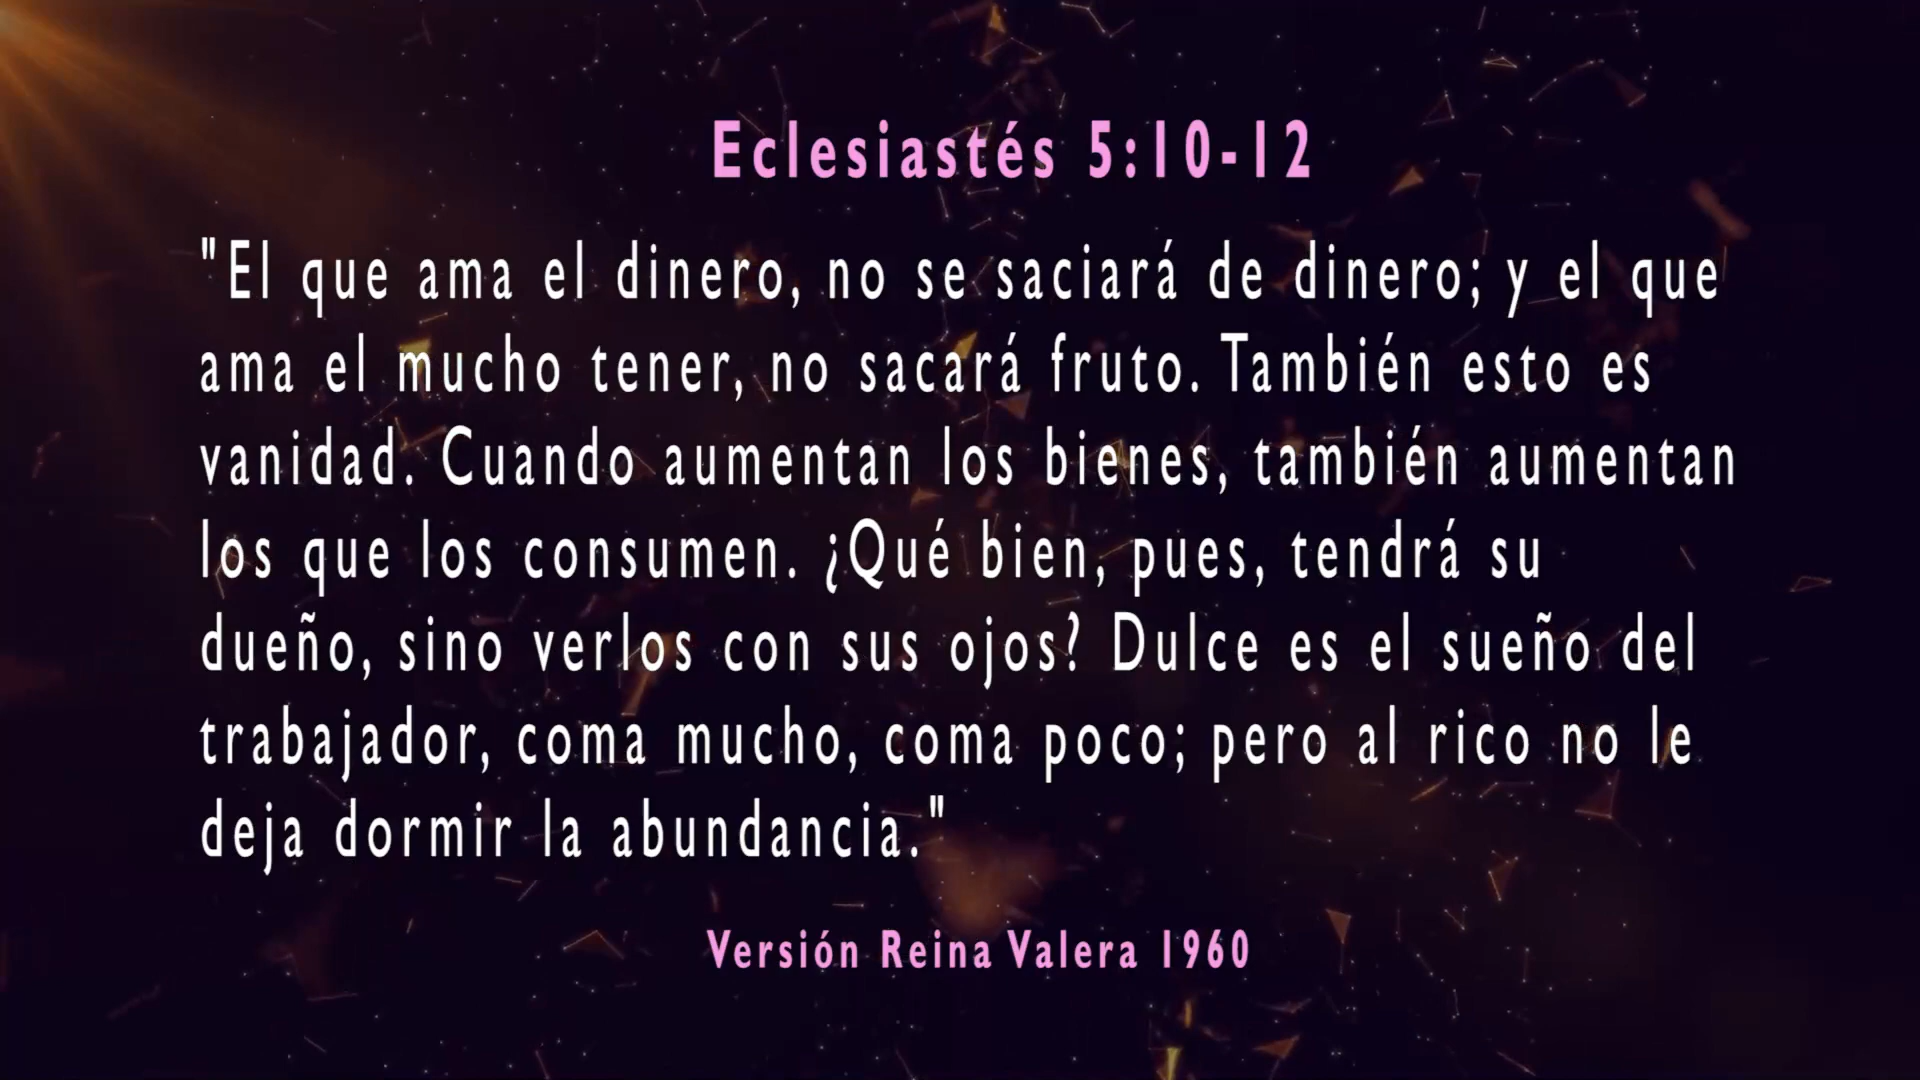 Eclesiastés 5:10-12
"El que ama el dinero, no se saciará de dinero; y el que
ama el mucho tener, no sacará fruto. También esto es
vanidad. Cuando aumentan los bienes, también aumentan
los que los consumen. ¿Qué bien, pues, tendrá su
dueño, sino verlos con sus ojos? Dulce es el sueño del
trabajador, coma mucho, coma poco; pero al rico no le
deja dormir la abundancia."
Versión Reina Valera 1960